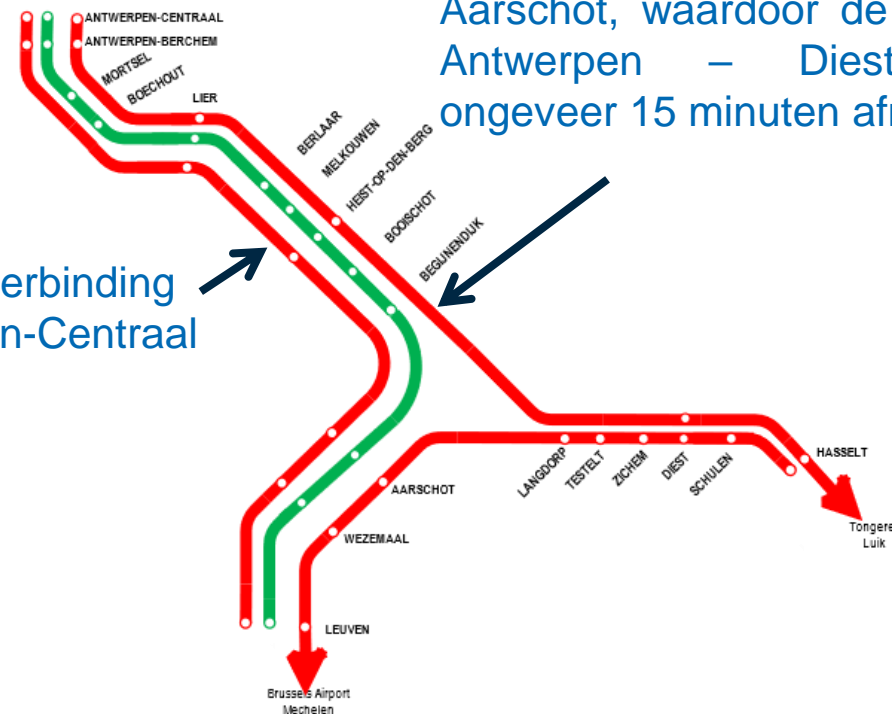 Aarschot, waardoor de
Antwerpen – Diest
ongeveer 15 minuten
ANTWERPEN-CENTRAAL
ANTWERPEN-BERCHEM
MORTSEL
BOECHOUT
LIER
BERLAAR
MELKOUWEN
HEIST-OP-DEN-BERG
BOOISCHOT
BEGIJNENDIJK
erbinding
n-Centraal
LANGDORP
TESTELT
ZICHEM
DIEST
SCHULEN
HASSELT
AARSCHOT
WEZEMAAL
LEUVEN
Tongere
Luik
Brussels Airport
Mechelen